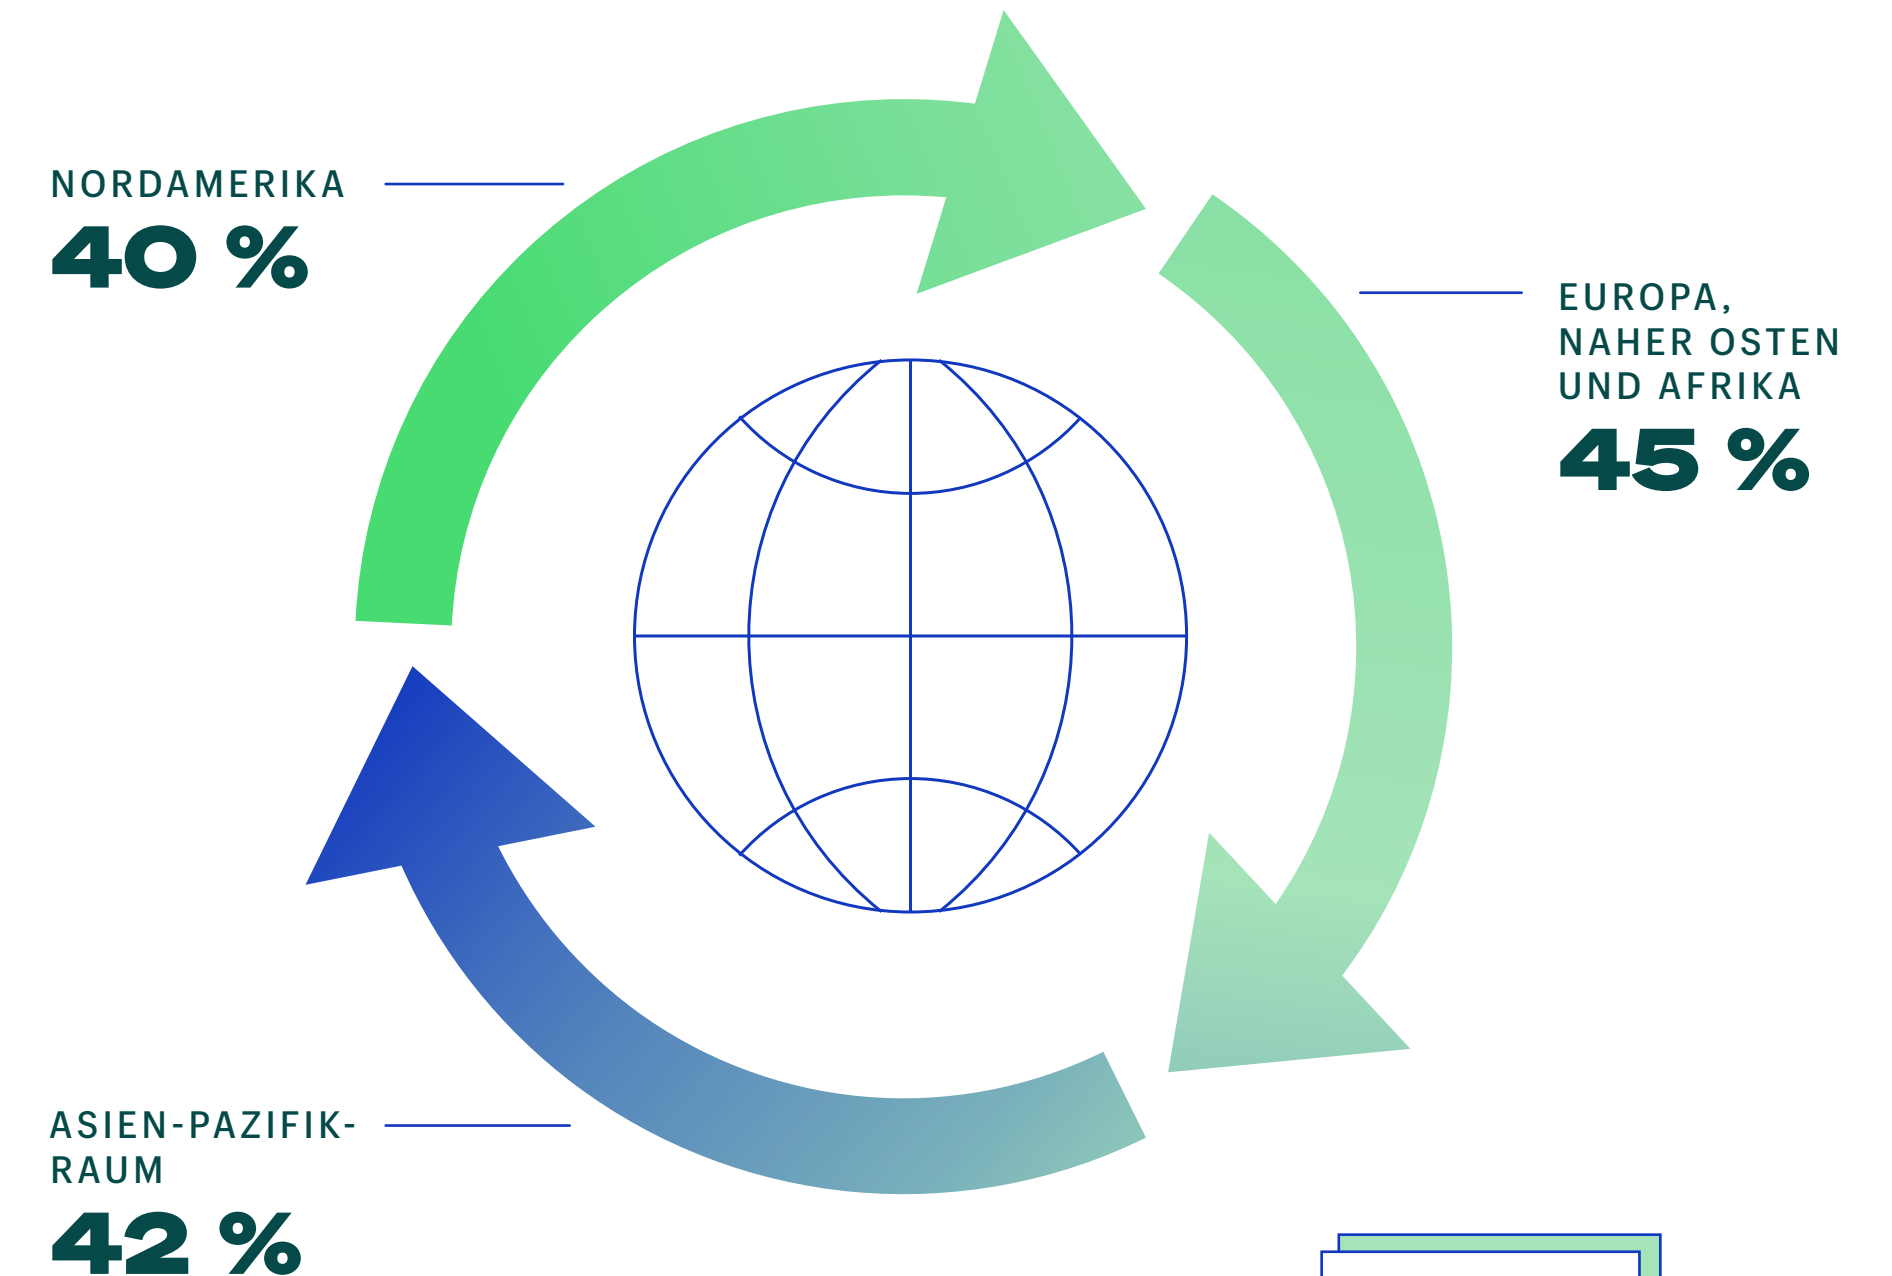 NORDAMERIKA
40 %
EUROPA,
NAHER OSTEN
UND AFRIKA
45 %
ASIEN-PAZIFIK-
RAUM
42 %